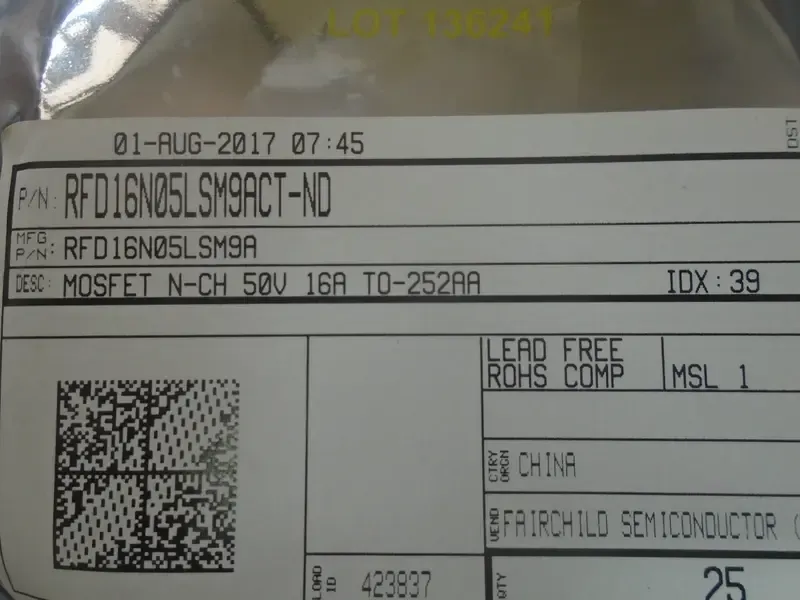 LOT 136241
01-AUG-2017 07:45
DST
P/N: RFD16N05LSM9ACT-ND
MFG P/N: RFD16N05LSM9A
DESC: MOSFET N-CH 50V 16A TO-252AA IDX: 39
LEAD FREE
ROHS COMP
MSL 1
CTRY ORGN CHINA
VEND FAIRCHILD SEMICONDUCTOR (
LOAD ID 423837
QTY 25